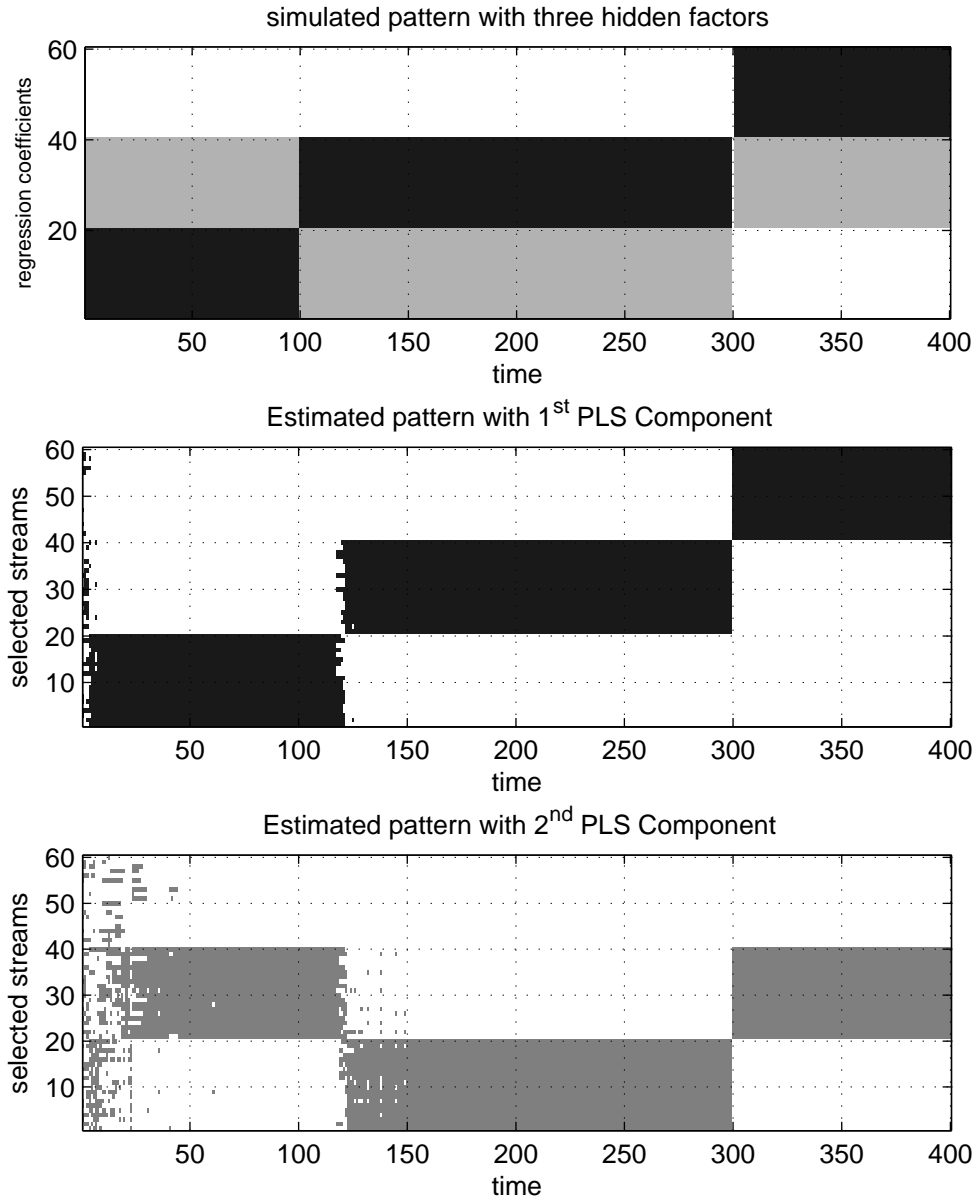 simulated pattern with three hidden factors
60
40
20
regression coefficients
50 100 150 200 250 300 350 400
time
Estimated pattern with 1st PLS Component
60
50
40
30
20
10
selected streams
50 100 150 200 250 300 350 400
time
Estimated pattern with 2nd PLS Component
60
50
40
30
20
10
selected streams
50 100 150 200 250 300 350 400
time